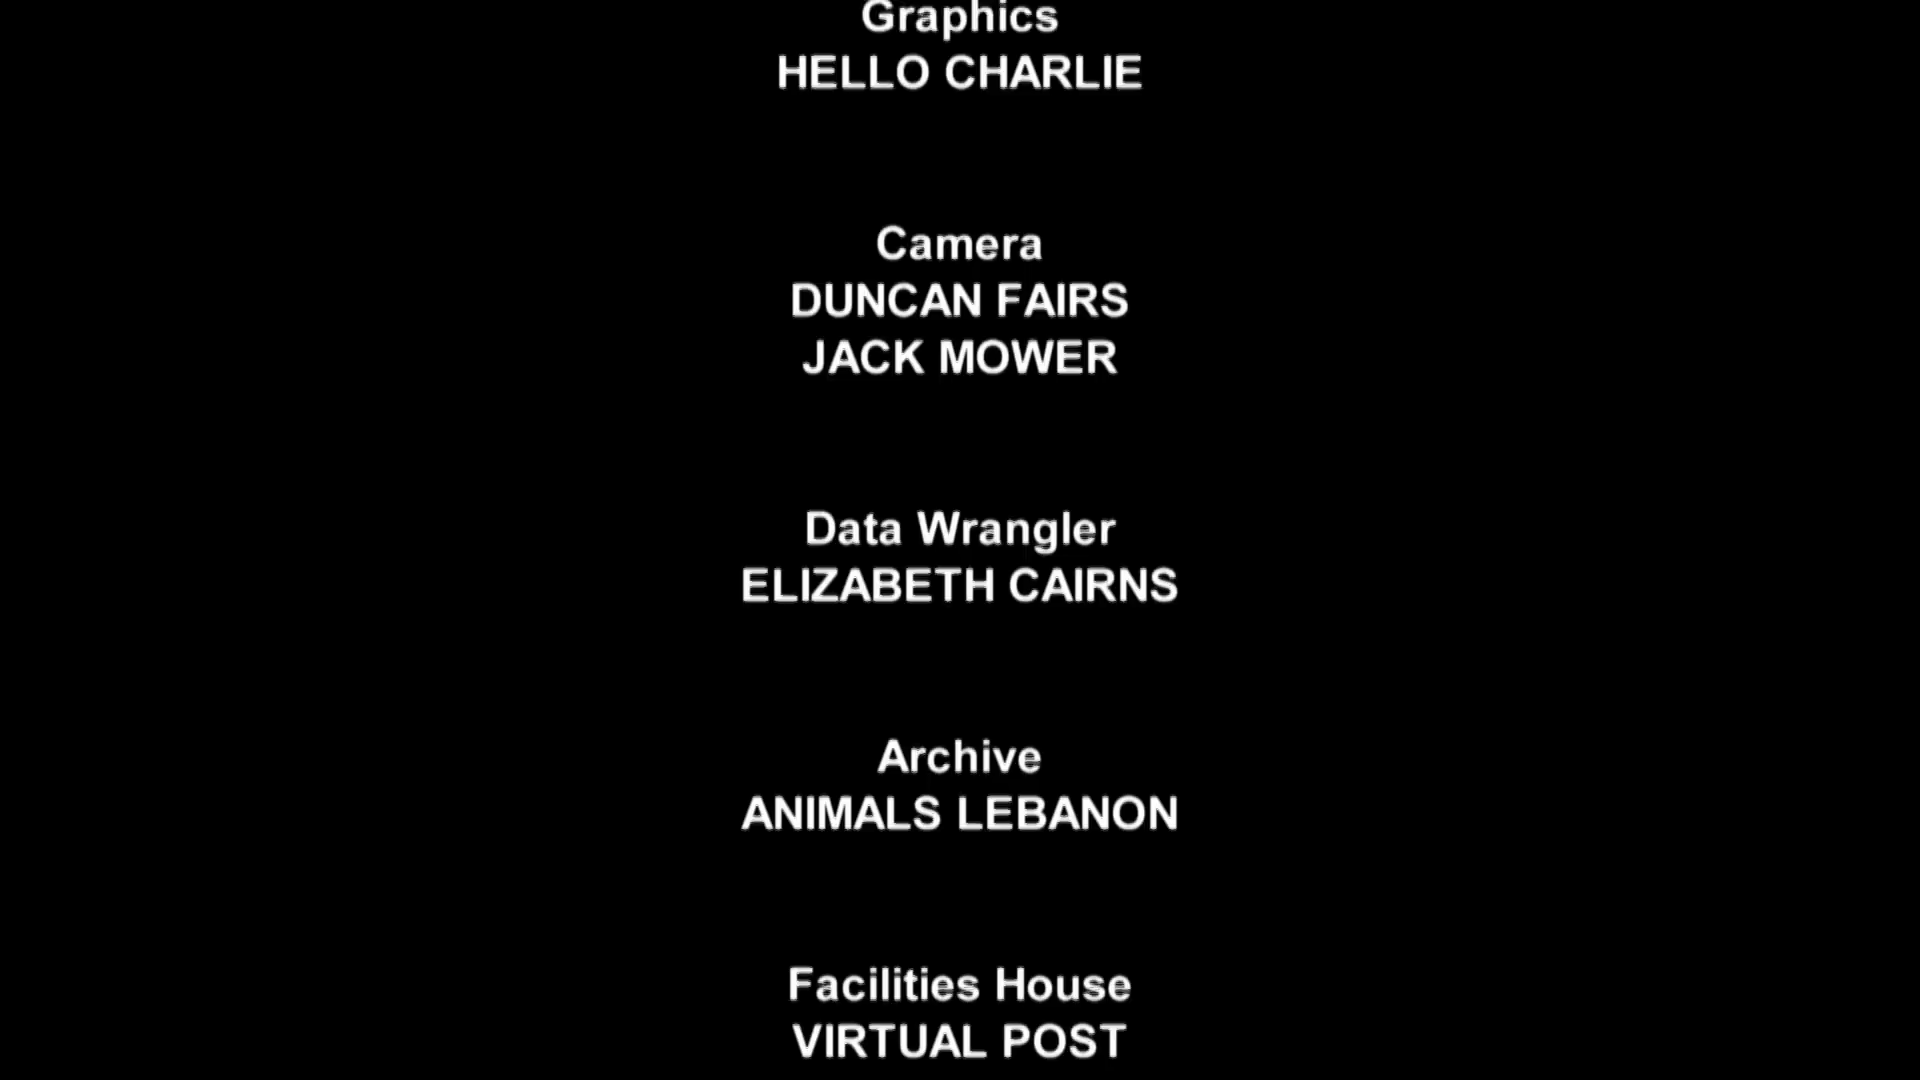 Graphics
HELLO CHARLIE
Camera
DUNCAN FAIRS
JACK MOWER
Data Wrangler
ELIZABETH CAIRNS
Archive
ANIMALS LEBANON
Facilities House
VIRTUAL POST